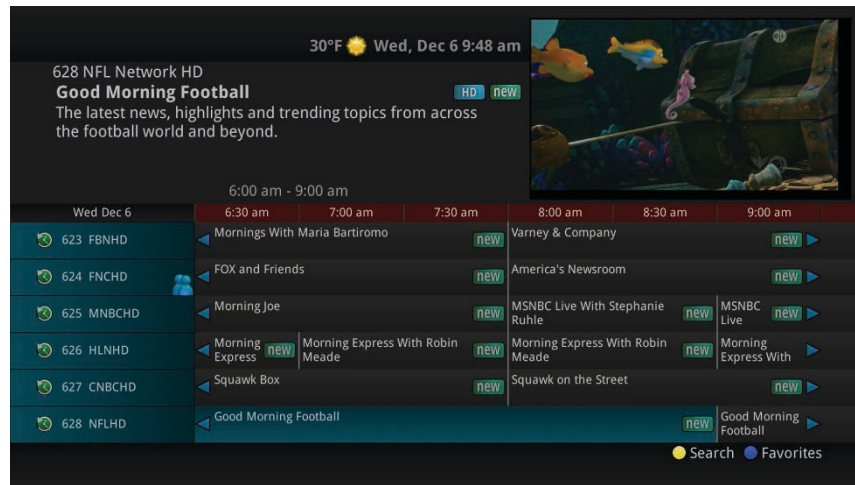 30°F Wed, Dec 6 9:48 am
628 NFL Network HD
Good Morning Football HD new
The latest news, highlights and trending topics from across
the football world and beyond.
6:00 am - 9:00 am
Wed Dec 6 6:30 am 7:00 am 7:30 am 8:00 am 8:30 am 9:00 am
623 FBNHD Mornings With Maria Bartiromo new Varney & Company new
624 FNCHD FOX and Friends new America's Newsroom new
625 MNBCHD Morning Joe new MSNBC Live With Stephanie new MSNBC new
Ruhle Live
626 HLNHD Morning new Morning Express With Robin new Morning Express With Robin new Morning
Express Meade Meade Express With
627 CNBCHD Squawk Box new Squawk on the Street new
628 NFLHD Good Morning Football new Good Morning
Football
Search Favorites